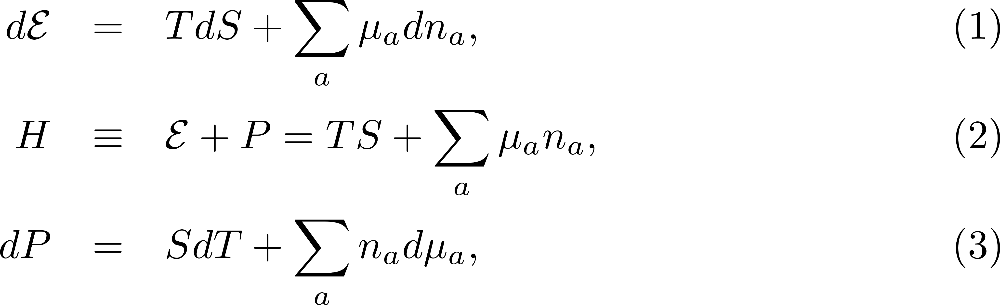 $d\mathcal{E} = TdS + \sum_a \mu_a dn_a,$ (1)
$H \equiv \mathcal{E} + P = TS + \sum_a \mu_a n_a,$ (2)
$dP = SdT + \sum_a n_a d\mu_a,$ (3)